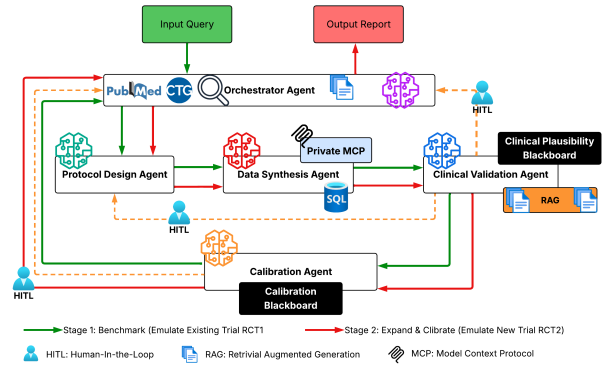 Input Query
Output Report
PubMed
CTG
Orchestrator Agent
HITL
Private MCP
Clinical Plausibility
Blackboard
Protocol Design Agent
Data Synthesis Agent
Clinical Validation Agent
SQL
RAG
HITL
Calibration Agent
HITL
Calibration
Blackboard
Stage 1: Benchmark (Emulate Existing Trial RCT1
Stage 2: Expand & Clibrate (Emulate New Trial RCT2)
HITL: Human-In-the-Loop
RAG: Retrivial Augmented Generation
MCP: Model Context Protocol